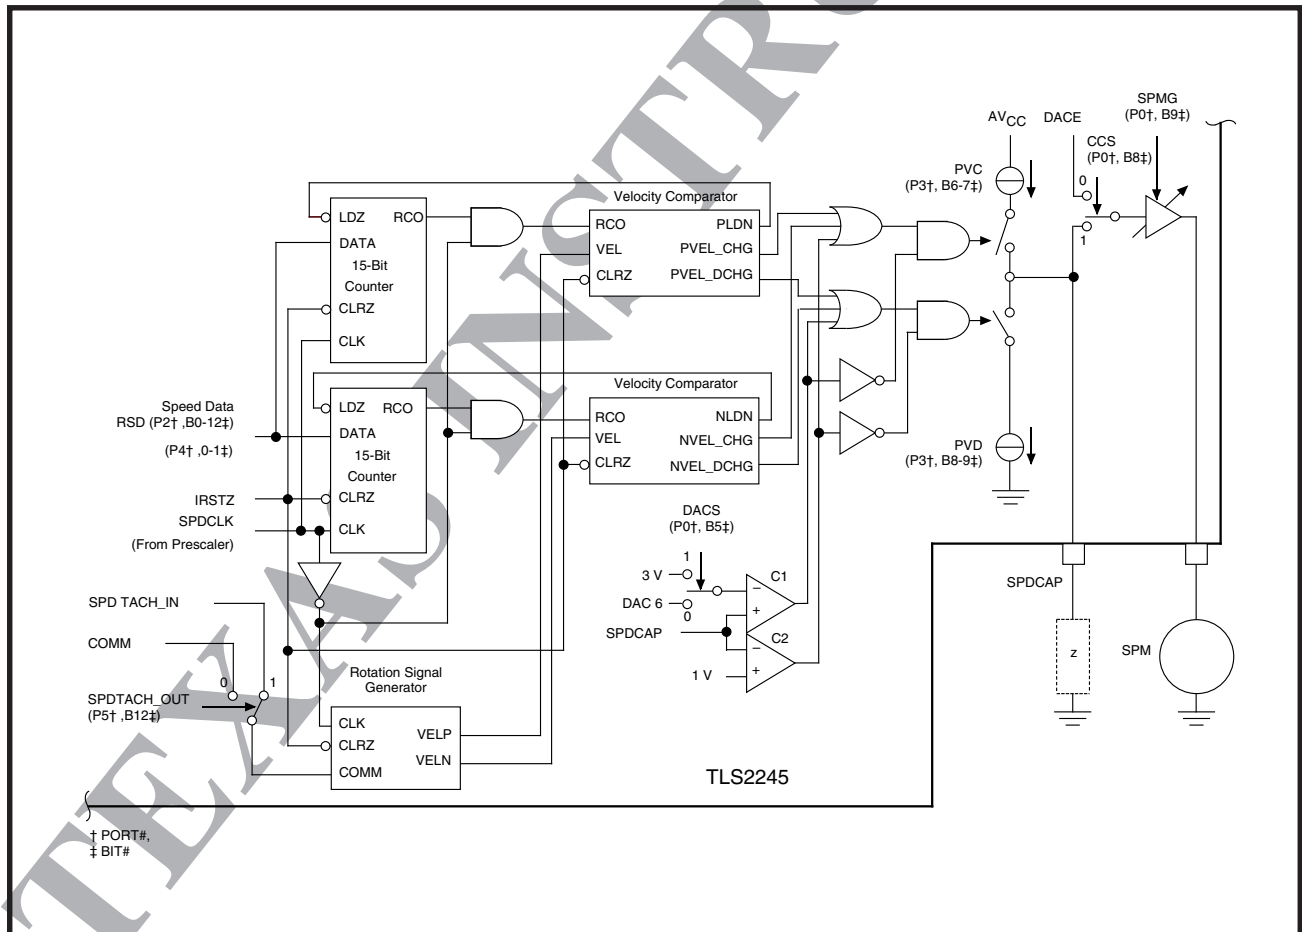 SPMG
(P0†, B9‡)
AVCC
DACE
CCS
(P0†, B8‡)
PVC
(P3†, B6-7‡)
0
1
Velocity Comparator
LDZ
RCO
DATA
15-Bit
Counter
CLRZ
CLK
RCO
PLDN
VEL
PVEL_CHG
CLRZ
PVEL_DCHG
Velocity Comparator
LDZ
RCO
DATA
15-Bit
Counter
CLRZ
CLK
RCO
NLDN
VEL
NVEL_CHG
CLRZ
NVEL_DCHG
Speed Data
RSD (P2† ,B0-12‡)
(P4† ,0-1‡)
IRSTZ
SPDCLK
(From Prescaler)
PVD
(P3†, B8-9‡)
DACS
(P0†, B5‡)
1
3 V
DAC 6
0
SPDCAP
1 V
C1
−
+
C2
−
+
SPD TACH_IN
COMM
0
1
SPDTACH_OUT
(P5† ,B12‡)
Rotation Signal
Generator
CLK
CLRZ
COMM
VELP
VELN
SPDCAP
z
SPM
TLS2245
† PORT#,
‡ BIT#
TEXAS INSTRU